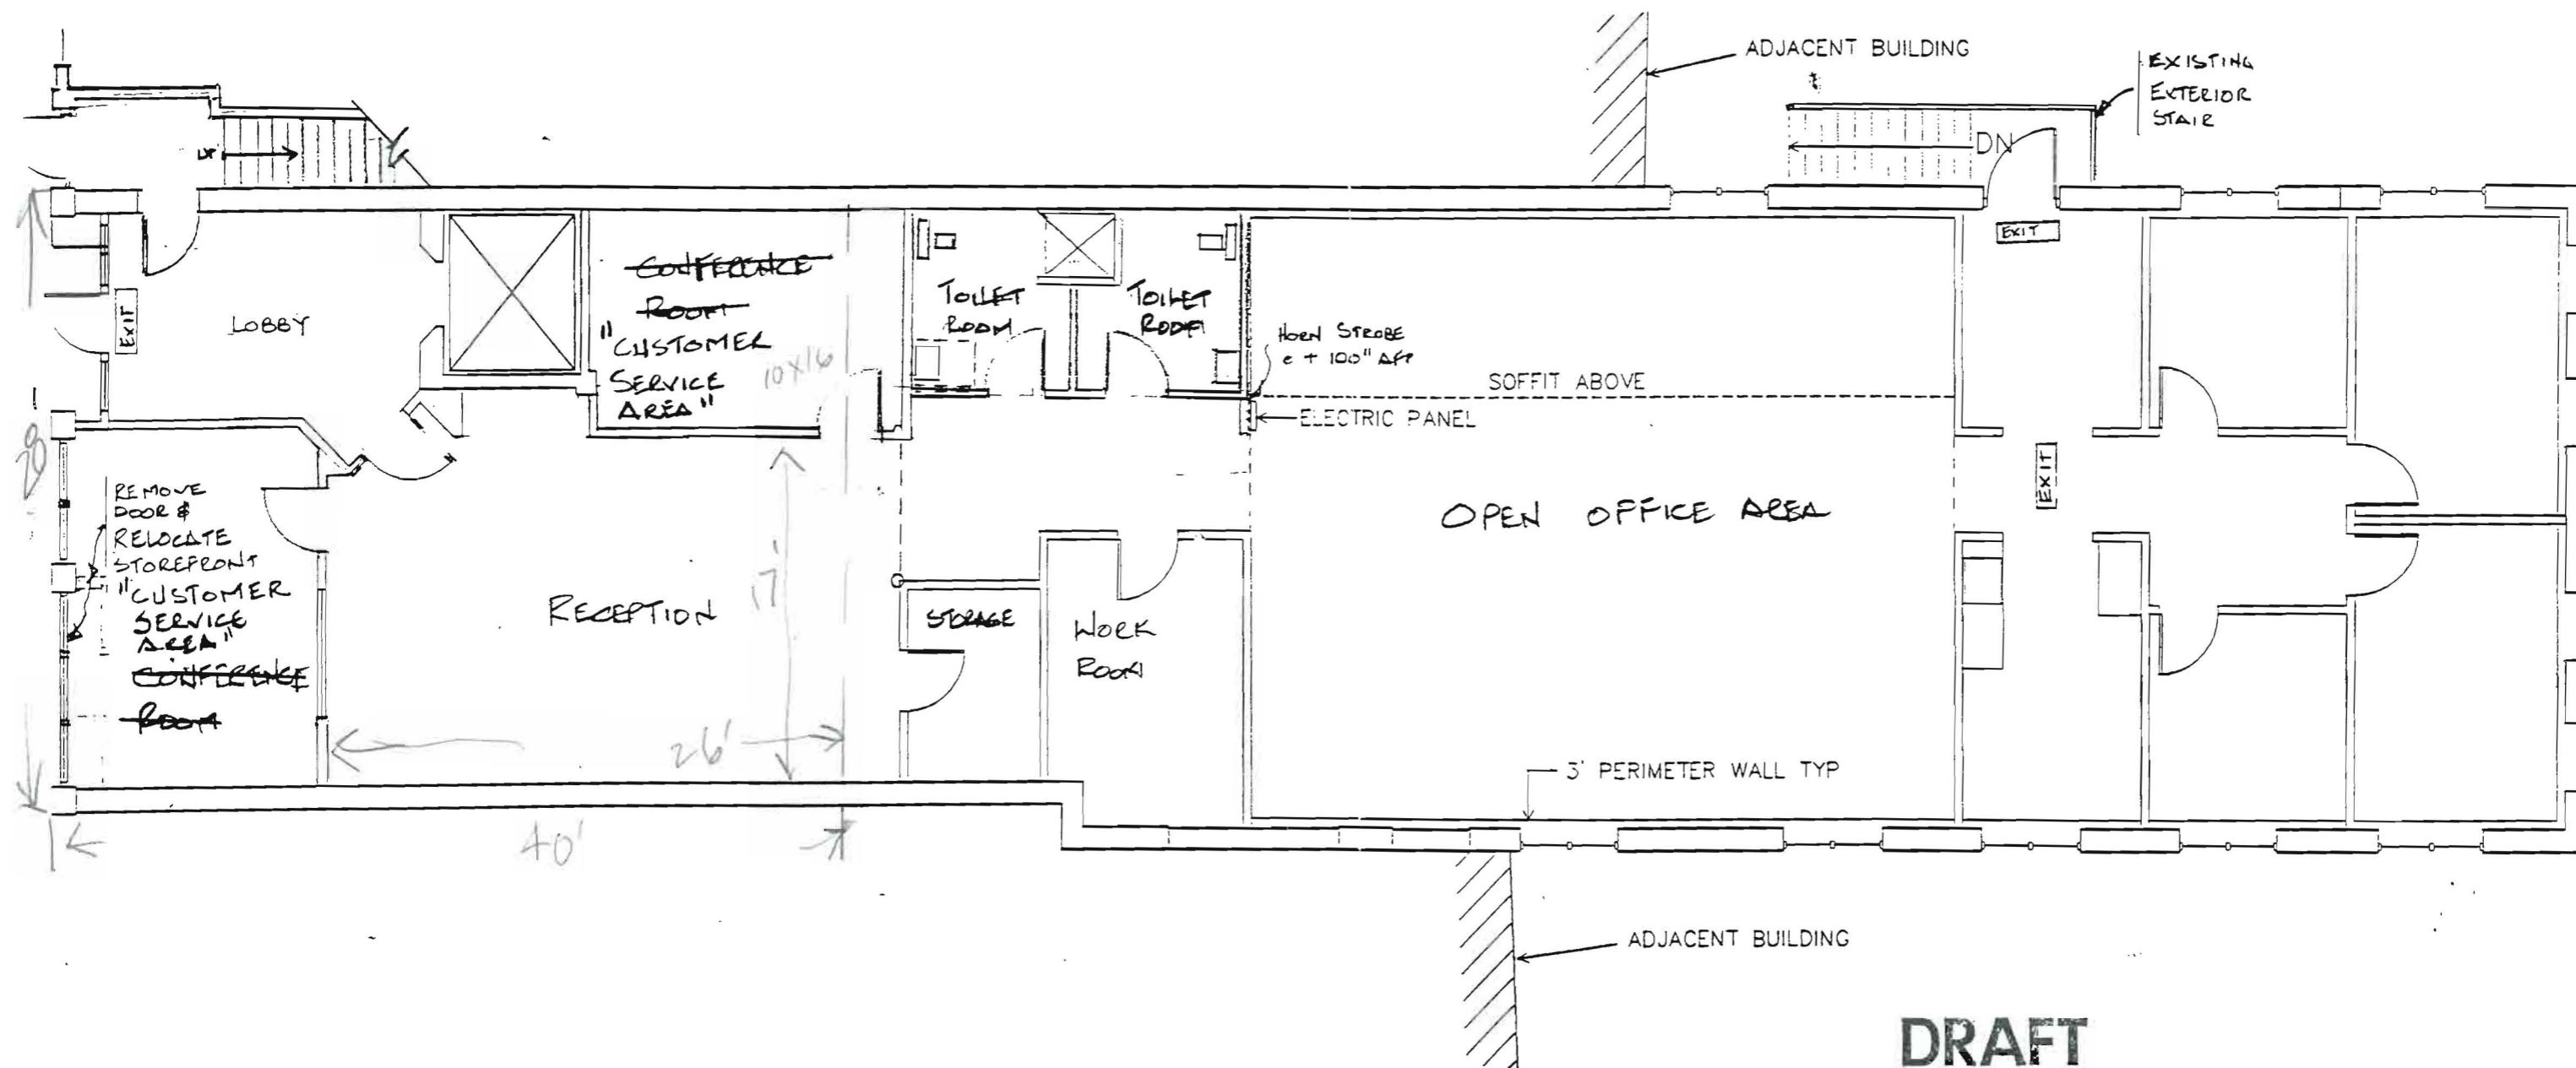 ADJACENT BUILDING
EXISTING
EXTERIOR
STAIR
UP
DN
EXIT
LOBBY
EXIT
CONFERENCE
ROOM
"CUSTOMER
SERVICE
AREA"
10X16
TOILET
ROOM
TOILET
ROOM
HORN STROBE
@ + 100" AFF
SOFFIT ABOVE
ELECTRIC PANEL
EXIT
REMOVE
DOOR &
RELOCATE
STOREFRONT
"CUSTOMER
SERVICE
AREA"
CONFERENCE
ROOM
RECEPTION
17'
26'
40'
STORAGE
WORK
ROOM
OPEN OFFICE AREA
3' PERIMETER WALL TYP
ADJACENT BUILDING
DRAFT